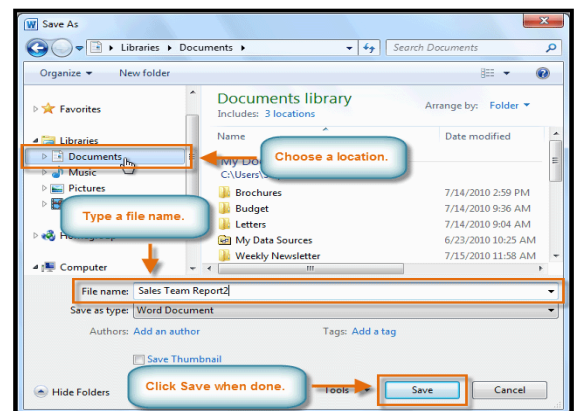 Save As
Libraries Documents
Search Documents
Organize New folder
Favorites
Libraries
Documents
Music
Pictures
Computer
Documents library
Includes: 3 locations
Arrange by: Folder
Name Date modified
Choose a location.
Brochures 7/14/2010 2:59 PM
Budget 7/14/2010 9:36 AM
Letters 7/14/2010 9:04 AM
My Data Sources 6/23/2010 10:25 AM
Weekly Newsletter 7/15/2010 11:58 AM
Type a file name.
File name: Sales Team Report2
Save as type: Word Document
Authors: Add an author Tags: Add a tag
Save Thumbnail
Hide Folders
Click Save when done.
Tools Save Cancel